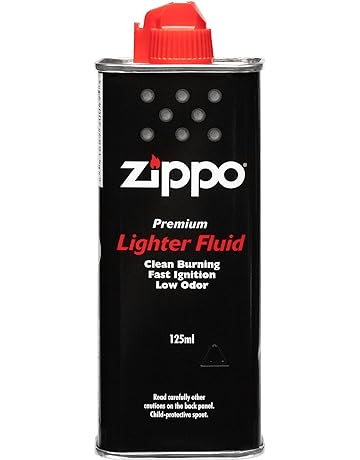 zippo®
Premium
Lighter Fluid
Clean Burning
Fast Ignition
Low Odor
125ml
Read carefully other
cautions on the back panel.
Child-protective spout.